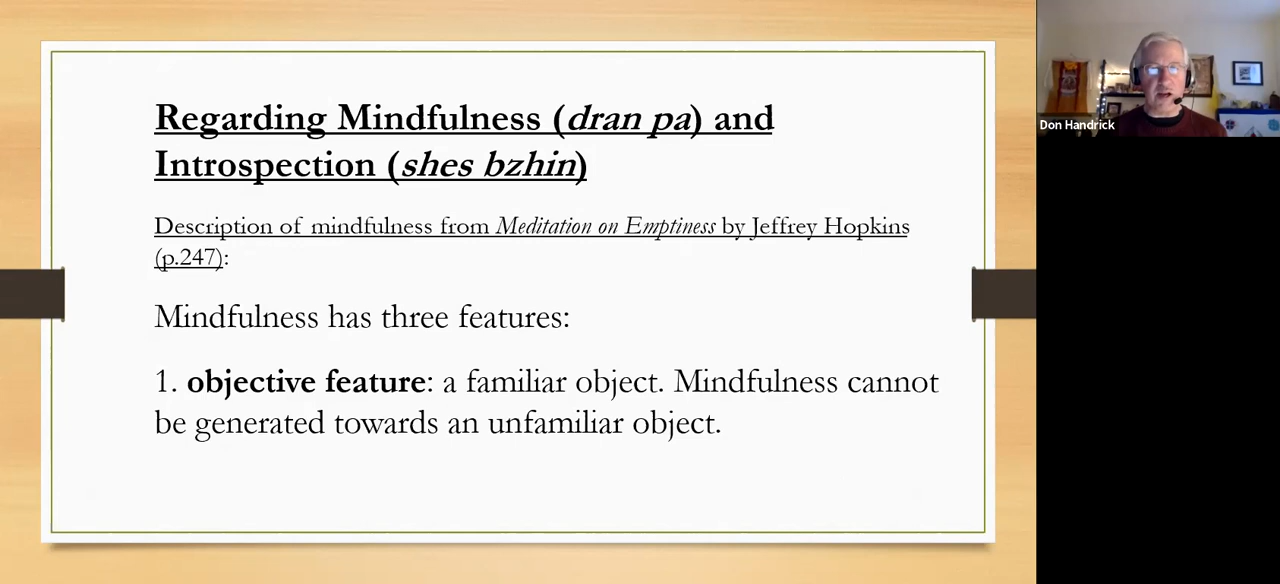 Regarding Mindfulness (dran pa) and
Introspection (shes bzhin)
Description of mindfulness from Meditation on Emptiness by Jeffrey Hopkins
(p.247):
Mindfulness has three features:
1. objective feature: a familiar object. Mindfulness cannot
be generated towards an unfamiliar object.
Don Handrick